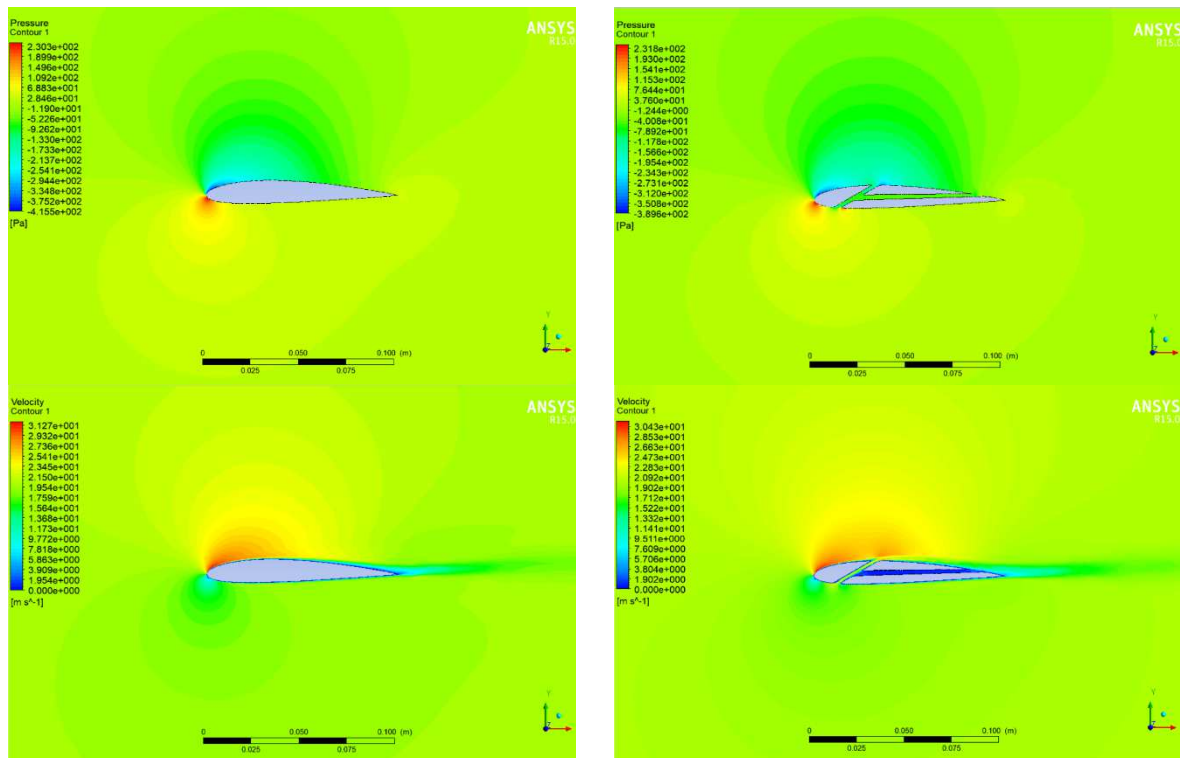 Pressure
Contour 1
2.303e+002
1.899e+002
1.496e+002
1.092e+002
6.883e+001
2.846e+001
-1.190e+001
-5.226e+001
-9.262e+001
-1.330e+002
-1.733e+002
-2.137e+002
-2.541e+002
-2.944e+002
-3.348e+002
-3.752e+002
-4.155e+002
[Pa]
ANSYS
R15.0
0 0.050 0.100 (m)
0.025 0.075
Y
Z
Pressure
Contour 1
2.318e+002
1.930e+002
1.541e+002
1.153e+002
7.644e+001
3.760e+001
-1.244e+000
-4.008e+001
-7.892e+001
-1.178e+002
-1.566e+002
-1.954e+002
-2.343e+002
-2.731e+002
-3.120e+002
-3.508e+002
-3.896e+002
[Pa]
ANSYS
R15.0
0 0.050 0.100 (m)
0.025 0.075
Y
Z
Velocity
Contour 1
3.127e+001
2.932e+001
2.736e+001
2.541e+001
2.345e+001
2.150e+001
1.954e+001
1.759e+001
1.564e+001
1.368e+001
1.173e+001
9.772e+000
7.818e+000
5.863e+000
3.909e+000
1.954e+000
0.000e+000
[m s^-1]
ANSYS
R15.0
0 0.050 0.100 (m)
0.025 0.075
Y
Z
Velocity
Contour 1
3.043e+001
2.853e+001
2.663e+001
2.473e+001
2.283e+001
2.092e+001
1.902e+001
1.712e+001
1.522e+001
1.332e+001
1.141e+001
9.511e+000
7.609e+000
5.706e+000
3.804e+000
1.902e+000
0.000e+000
[m s^-1]
ANSYS
R15.0
0 0.050 0.100 (m)
0.025 0.075
Y
Z